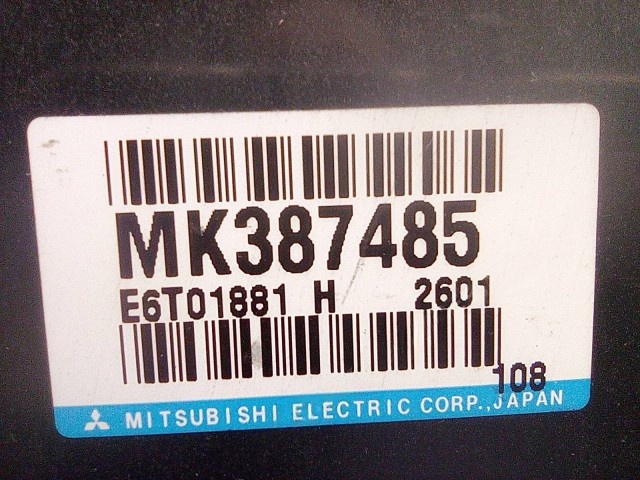 MK387485
E6T01881 H 2601
108
MITSUBISHI ELECTRIC CORP.,JAPAN